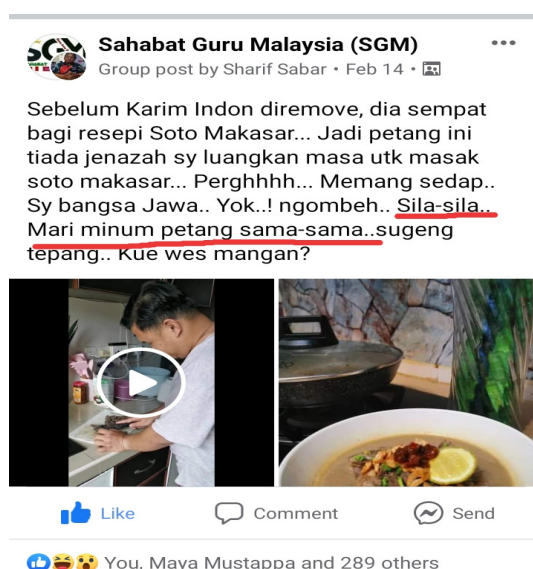 SGM
Sahabat Guru Malaysia (SGM)
Group post by Sharif Sabar • Feb 14 •
Sebelum Karim Indon diremove, dia sempat
bagi resepi Soto Makasar... Jadi petang ini
tiada jenazah sy luangkan masa utk masak
soto makasar... Perghhhh... Memang sedap..
Sy bangsa Jawa.. Yok..! ngombeh.. Sila-sila..
Mari minum petang sama-sama..sugeng
tepang.. Kue wes mangan?
Like
Comment
Send
You, Maya Mustappa and 289 others